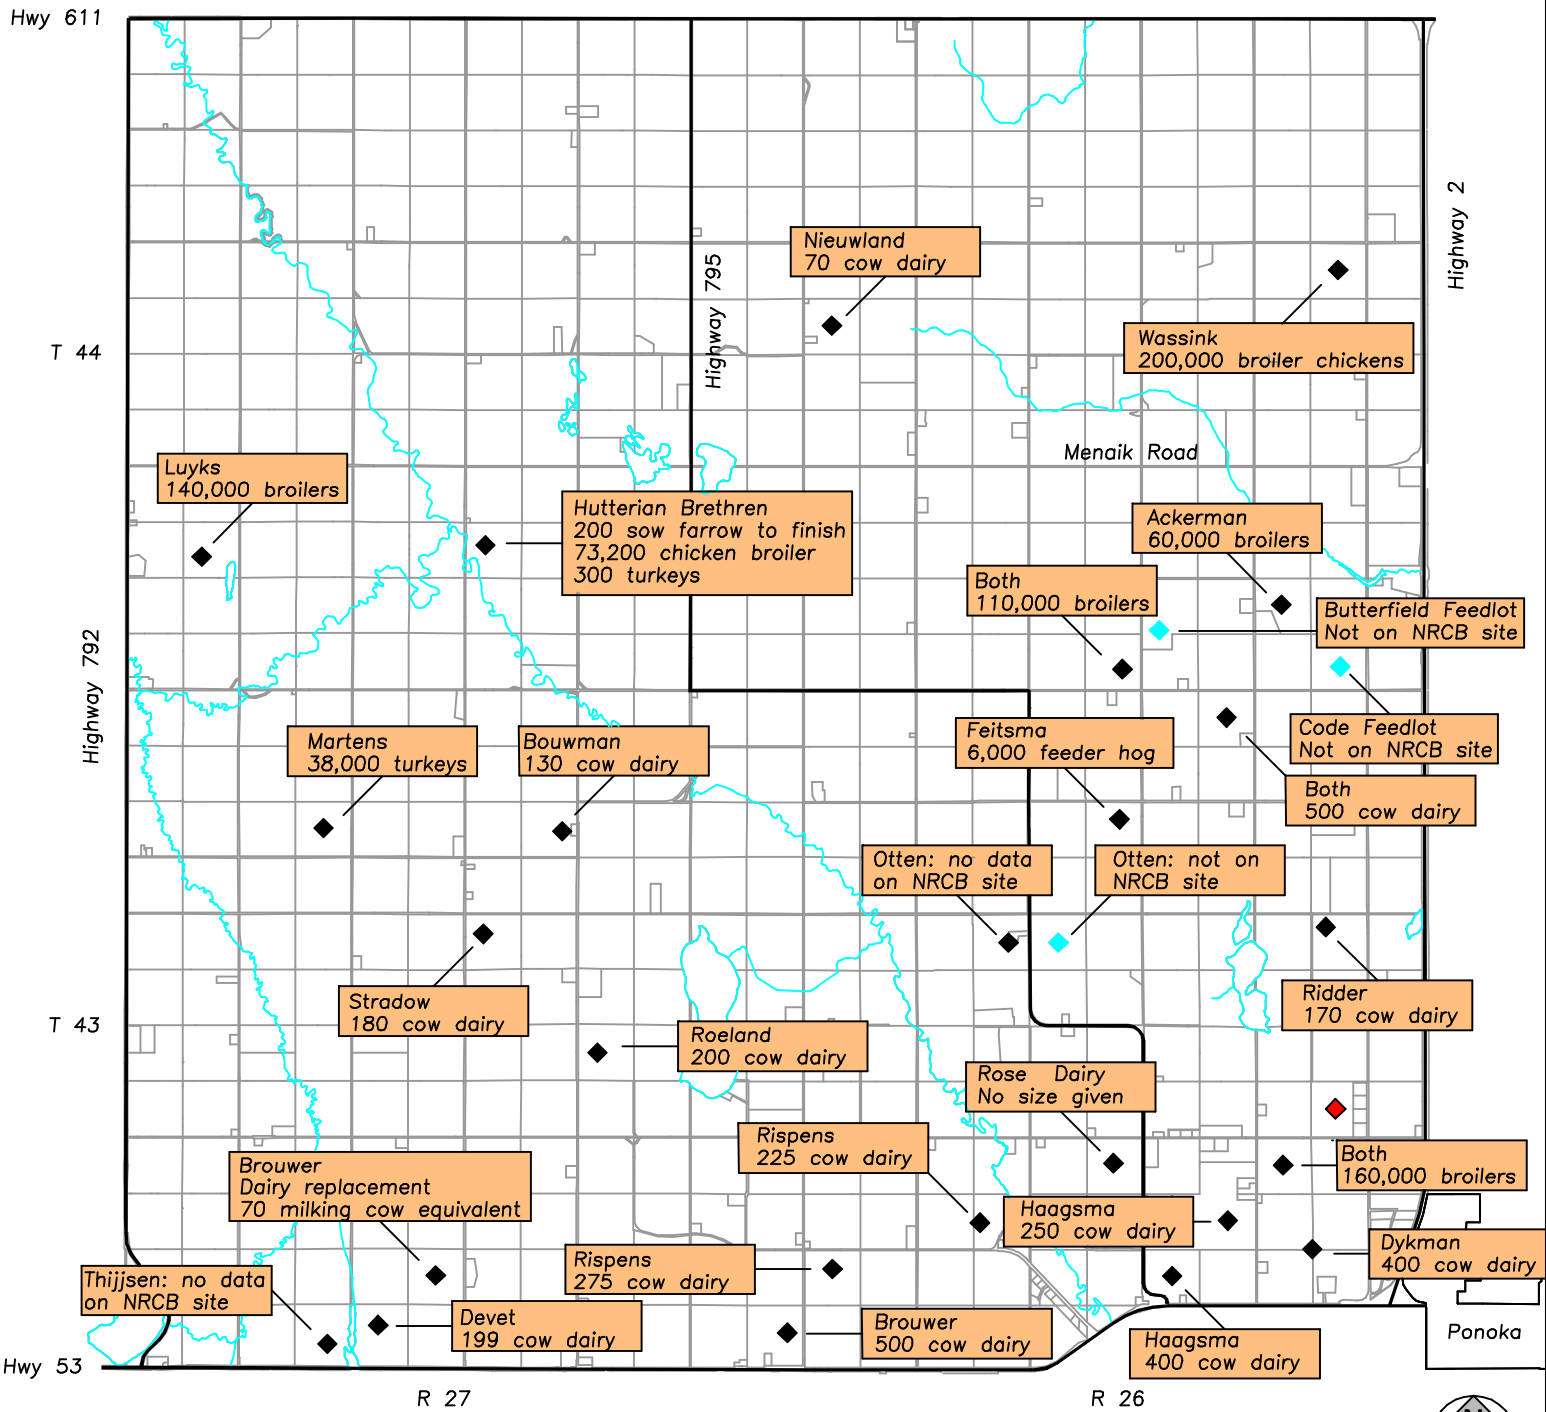 Hwy 611
Highway 2
Nieuwland
70 cow dairy
Highway 795
Wassink
200,000 broiler chickens
T 44
Menaik Road
Luyks
140,000 broilers
Hutterian Brethren
200 sow farrow to finish
73,200 chicken broiler
300 turkeys
Ackerman
60,000 broilers
Both
110,000 broilers
Butterfield Feedlot
Not on NRCB site
Highway 792
Code Feedlot
Not on NRCB site
Martens
38,000 turkeys
Bouwman
130 cow dairy
Feitsma
6,000 feeder hog
Both
500 cow dairy
Otten: no data
on NRCB site
Otten: not on
NRCB site
Stradow
180 cow dairy
Ridder
170 cow dairy
T 43
Roeland
200 cow dairy
Rose Dairy
No size given
Rispens
225 cow dairy
Both
160,000 broilers
Brouwer
Dairy replacement
70 milking cow equivalent
Haagsma
250 cow dairy
Dykman
400 cow dairy
Rispens
275 cow dairy
Thijjsen: no data
on NRCB site
Devet
199 cow dairy
Brouwer
500 cow dairy
Haagsma
400 cow dairy
Ponoka
Hwy 53
R 27
R 26